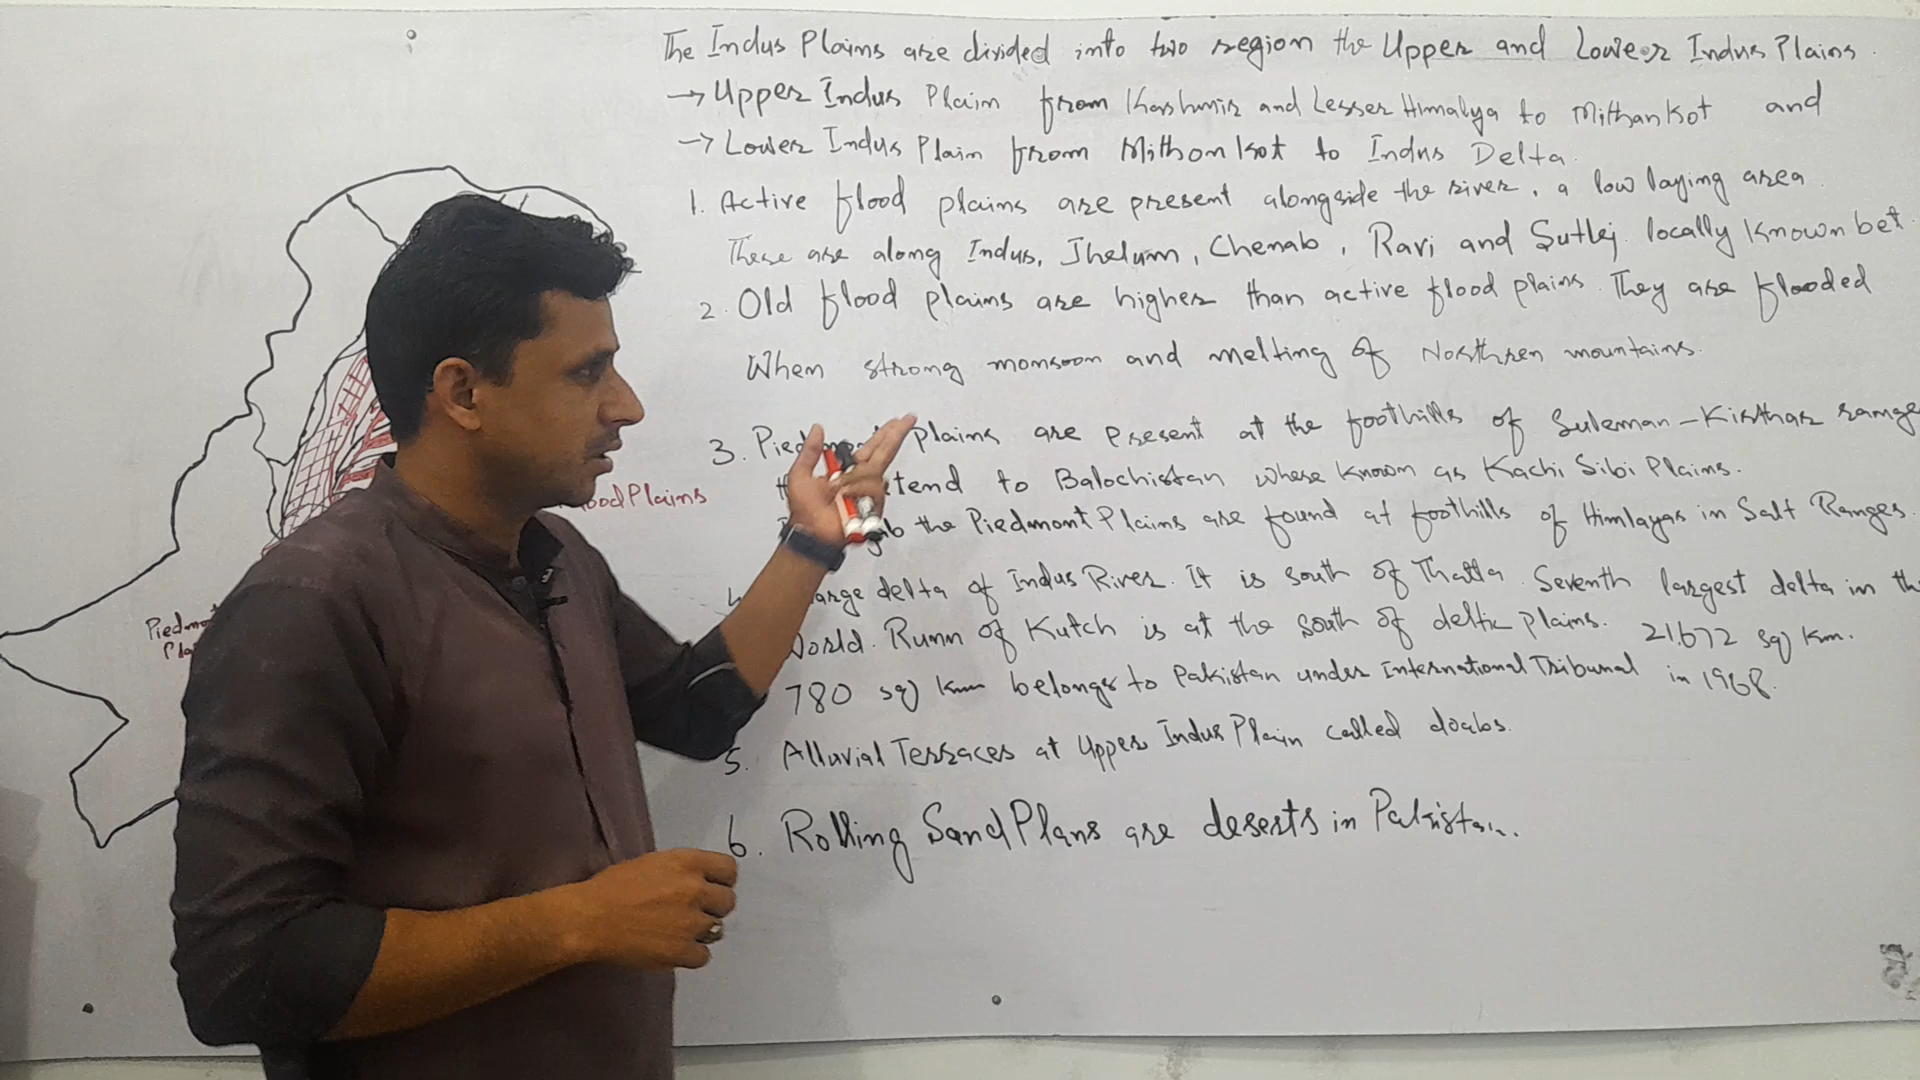 The Indus Plains are divided into two region the Upper and Lower Indus Plains.
→ Upper Indus Plain from Kashmir and Lesser Himalya to Mithankot and
→ Lower Indus Plain from Mithonkot to Indus Delta.
1. Active flood plains are present alongside the river, a low laying area
These are along Indus, Jhelum, Chenab, Ravi and Sutlej. locally known bet.
2. Old flood plains are higher than active flood plains. They are flooded
When strong monsoon and melting of Northren mountains.
3. Piedmont plains are present at the foothills of Suleman-Kirthar range
tend to Balochistan where known as Kachi Sibi Plains.
the Piedmont Plains are found at foothills of Himlayas in Salt Ranges.
delta of Indus River. It is south of Thatta. Seventh largest delta in the
World. Runn of Kutch is at the south of deltic plains. 21.672 sq km.
780 sq km belongs to Pakistan under International Tribunal in 1968.
5. Alluvial Terraces at Upper Indus Plain called doabs.
6. Rolling Sand Plans are deserts in Pakistan.
oodPlains
Piedmo
Pla